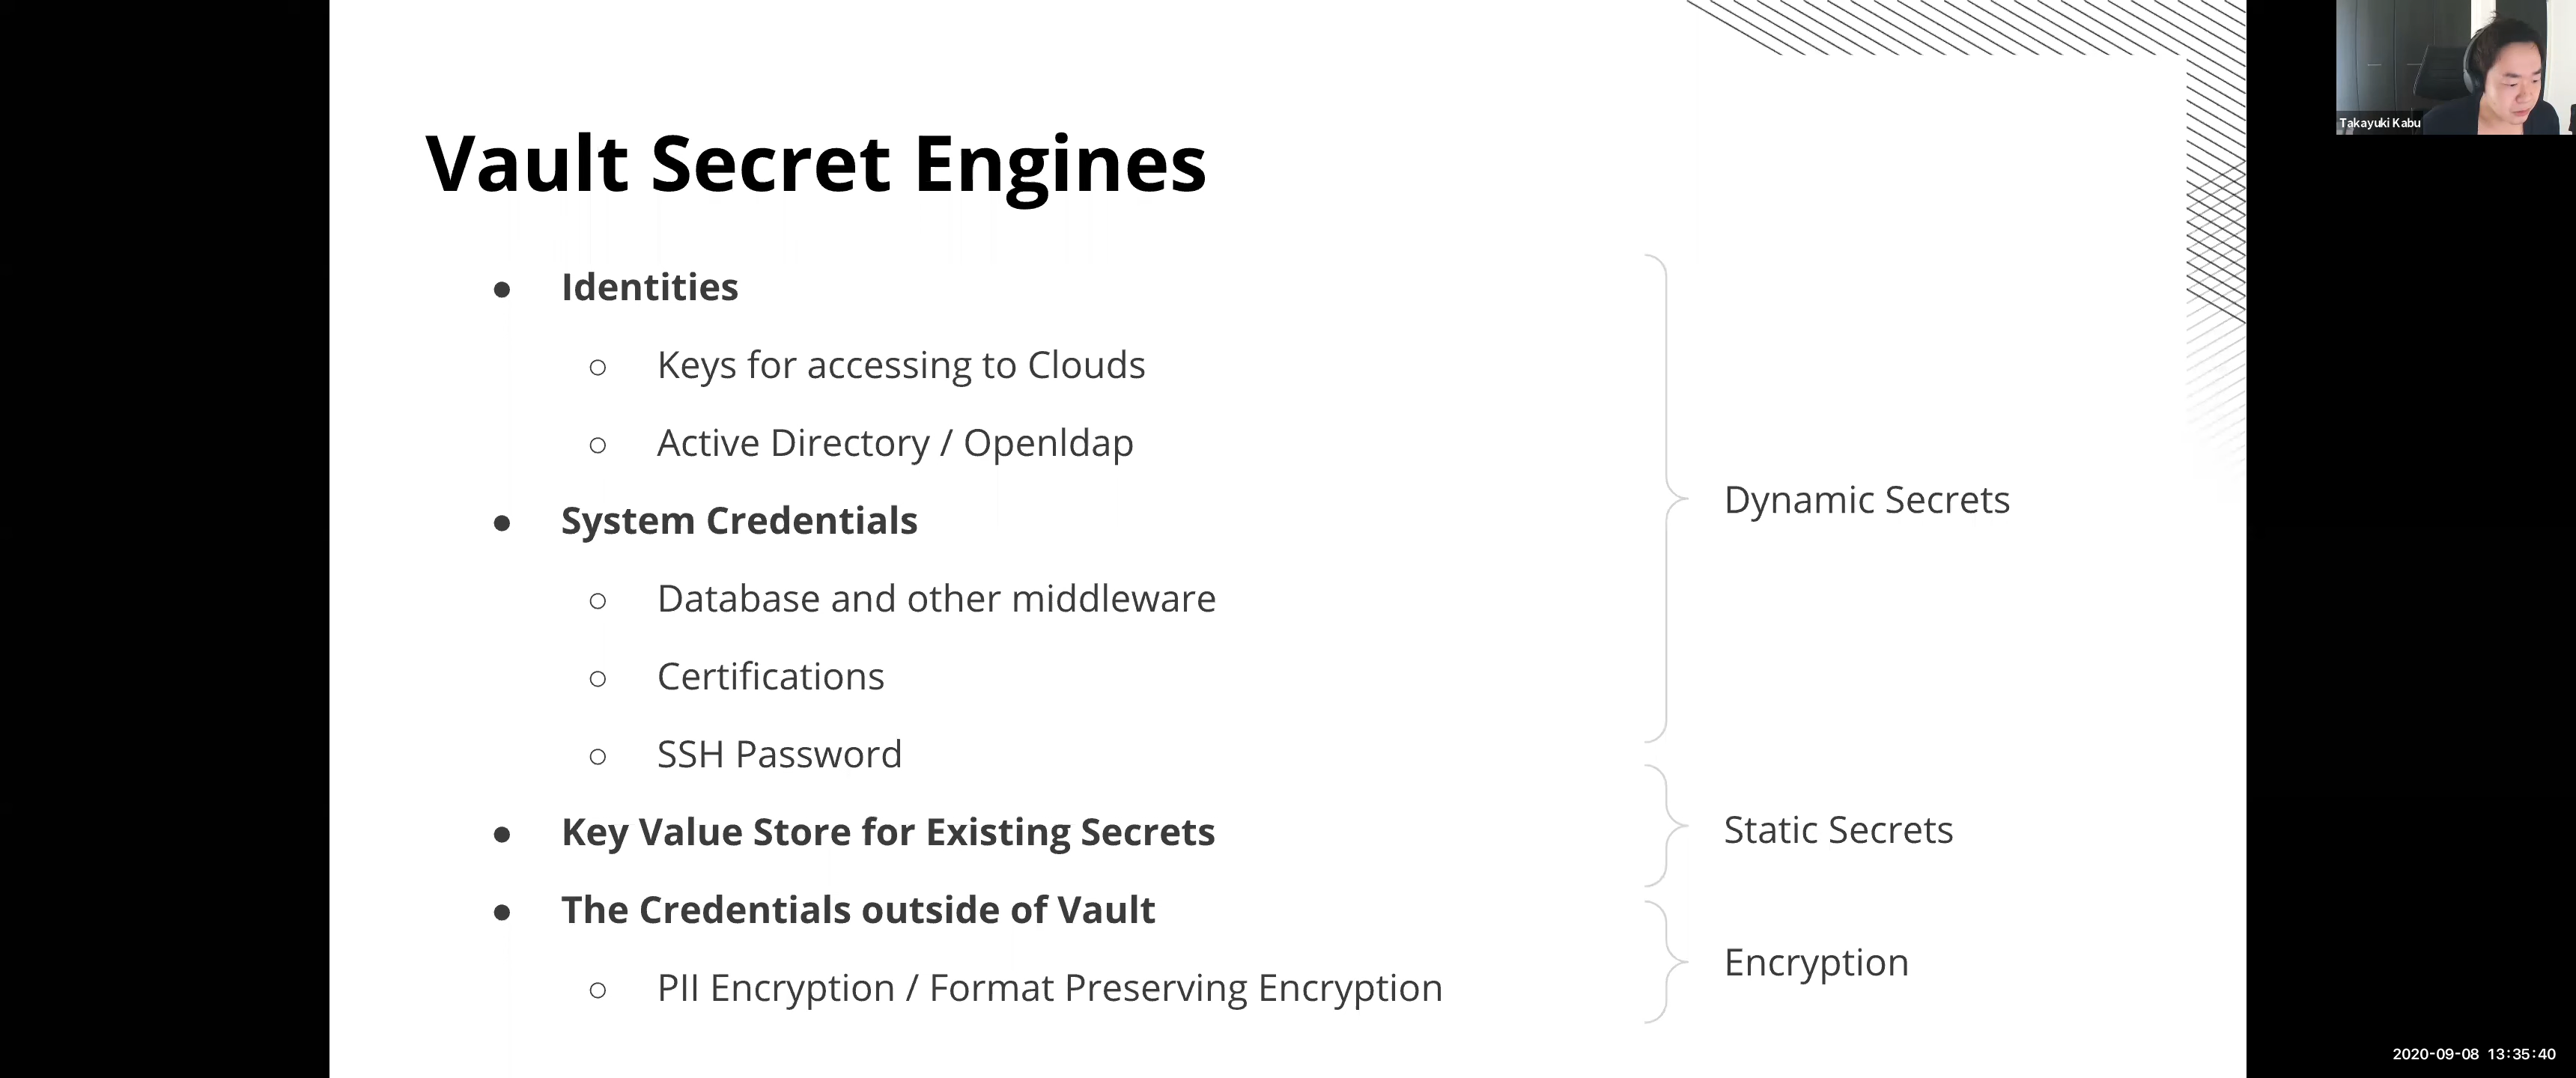 Vault Secret Engines
Takayuki Kabu
● Identities
○ Keys for accessing to Clouds
○ Active Directory / Openldap
● System Credentials
○ Database and other middleware
○ Certifications
○ SSH Password
Dynamic Secrets
● Key Value Store for Existing Secrets
Static Secrets
● The Credentials outside of Vault
○ PII Encryption / Format Preserving Encryption
Encryption
2020-09-08 13:35:40